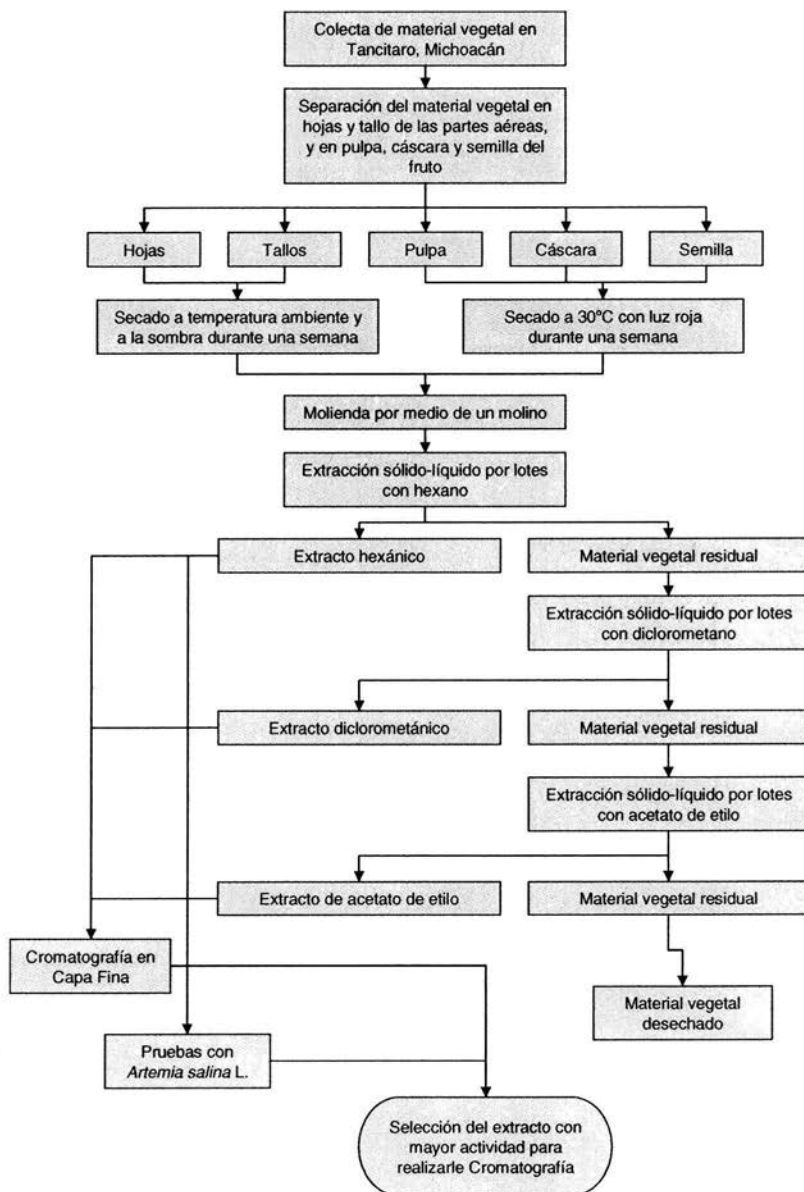 Colecta de material vegetal en
Tancitaro, Michoacán
Separación del material vegetal en
hojas y tallo de las partes aéreas,
y en pulpa, cáscara y semilla del
fruto
Hojas
Tallos
Pulpa
Cáscara
Semilla
Secado a temperatura ambiente y
a la sombra durante una semana
Secado a 30°C con luz roja
durante una semana
Molienda por medio de un molino
Extracción sólido-líquido por lotes
con hexano
Extracto hexánico
Material vegetal residual
Extracción sólido-líquido por lotes
con diclorometano
Extracto diclorometánico
Material vegetal residual
Extracción sólido-líquido por lotes
con acetato de etilo
Extracto de acetato de etilo
Material vegetal residual
Cromatografía en
Capa Fina
Material vegetal
desechado
Pruebas con
Artemia salina L.
Selección del extracto con
mayor actividad para
realizarle Cromatografía